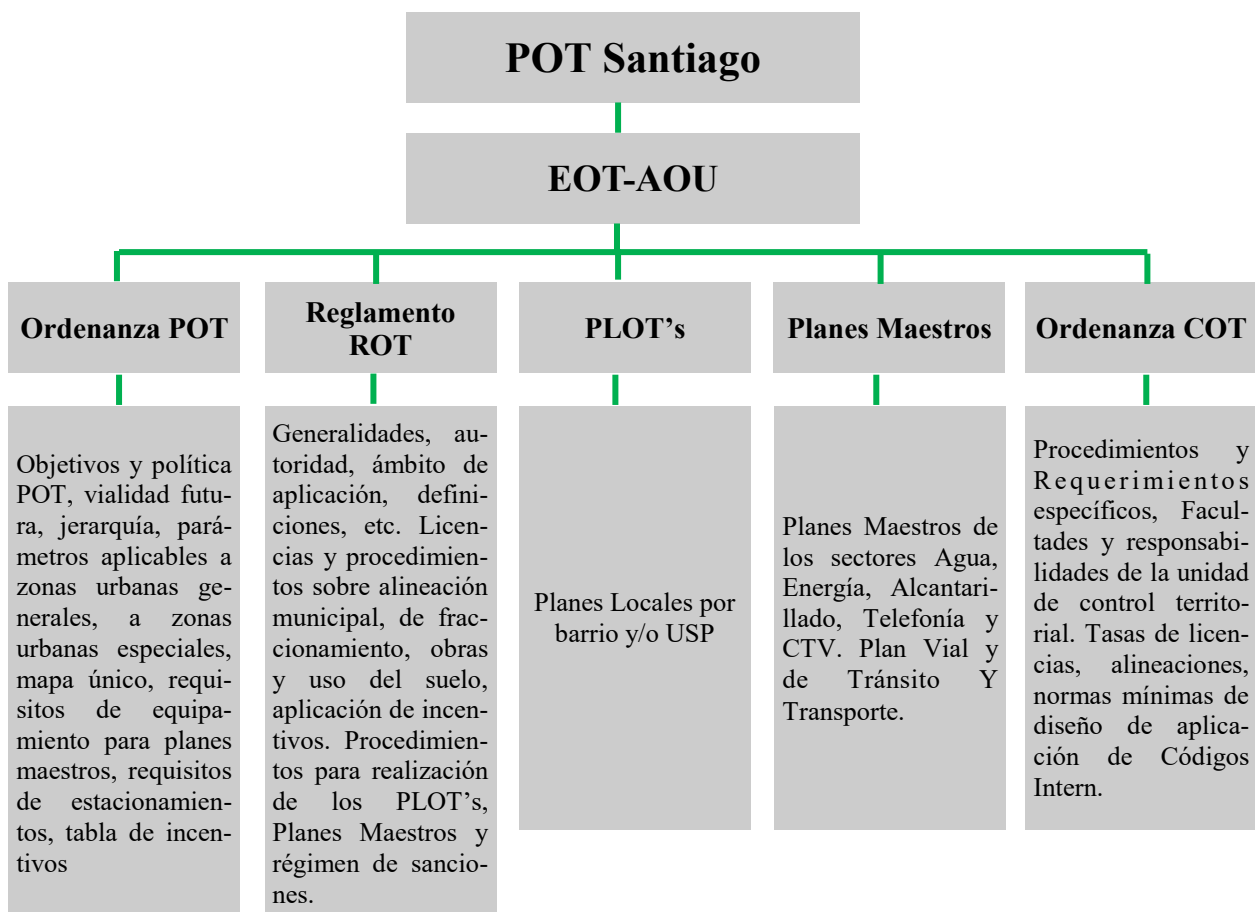 POT Santiago
EOT-AOU
Ordenanza POT
Reglamento
ROT
PLOT’s
Planes Maestros
Ordenanza COT
Objetivos y política
POT, vialidad futu-
ra, jerarquía, pará-
metros aplicables a
zonas urbanas ge-
nerales, a zonas
urbanas especiales,
mapa único, requi-
sitos de equipa-
miento para planes
maestros, requisitos
de estacionamien-
tos, tabla de incen-
tivos
Generalidades, au-
toridad, ámbito de
aplicación, defini-
ciones, etc. Licen-
cias y procedimien-
tos sobre alineación
municipal, de frac-
cionamiento, obras
y uso del suelo,
aplicación de incen-
tivos. Procedimien-
tos para realización
de los PLOT’s,
Planes Maestros y
régimen de sancio-
nes.
Planes Locales por
barrio y/o USP
Planes Maestros de
los sectores Agua,
Energía, Alcantari-
llado, Telefonía y
CTV. Plan Vial y
de Tránsito Y
Transporte.
Procedimientos y
Requerimientos
específicos, Facul-
tades y responsabi-
lidades de la unidad
de control territo-
rial. Tasas de licen-
cias, alineaciones,
normas mínimas de
diseño de aplica-
ción de Códigos
Intern.